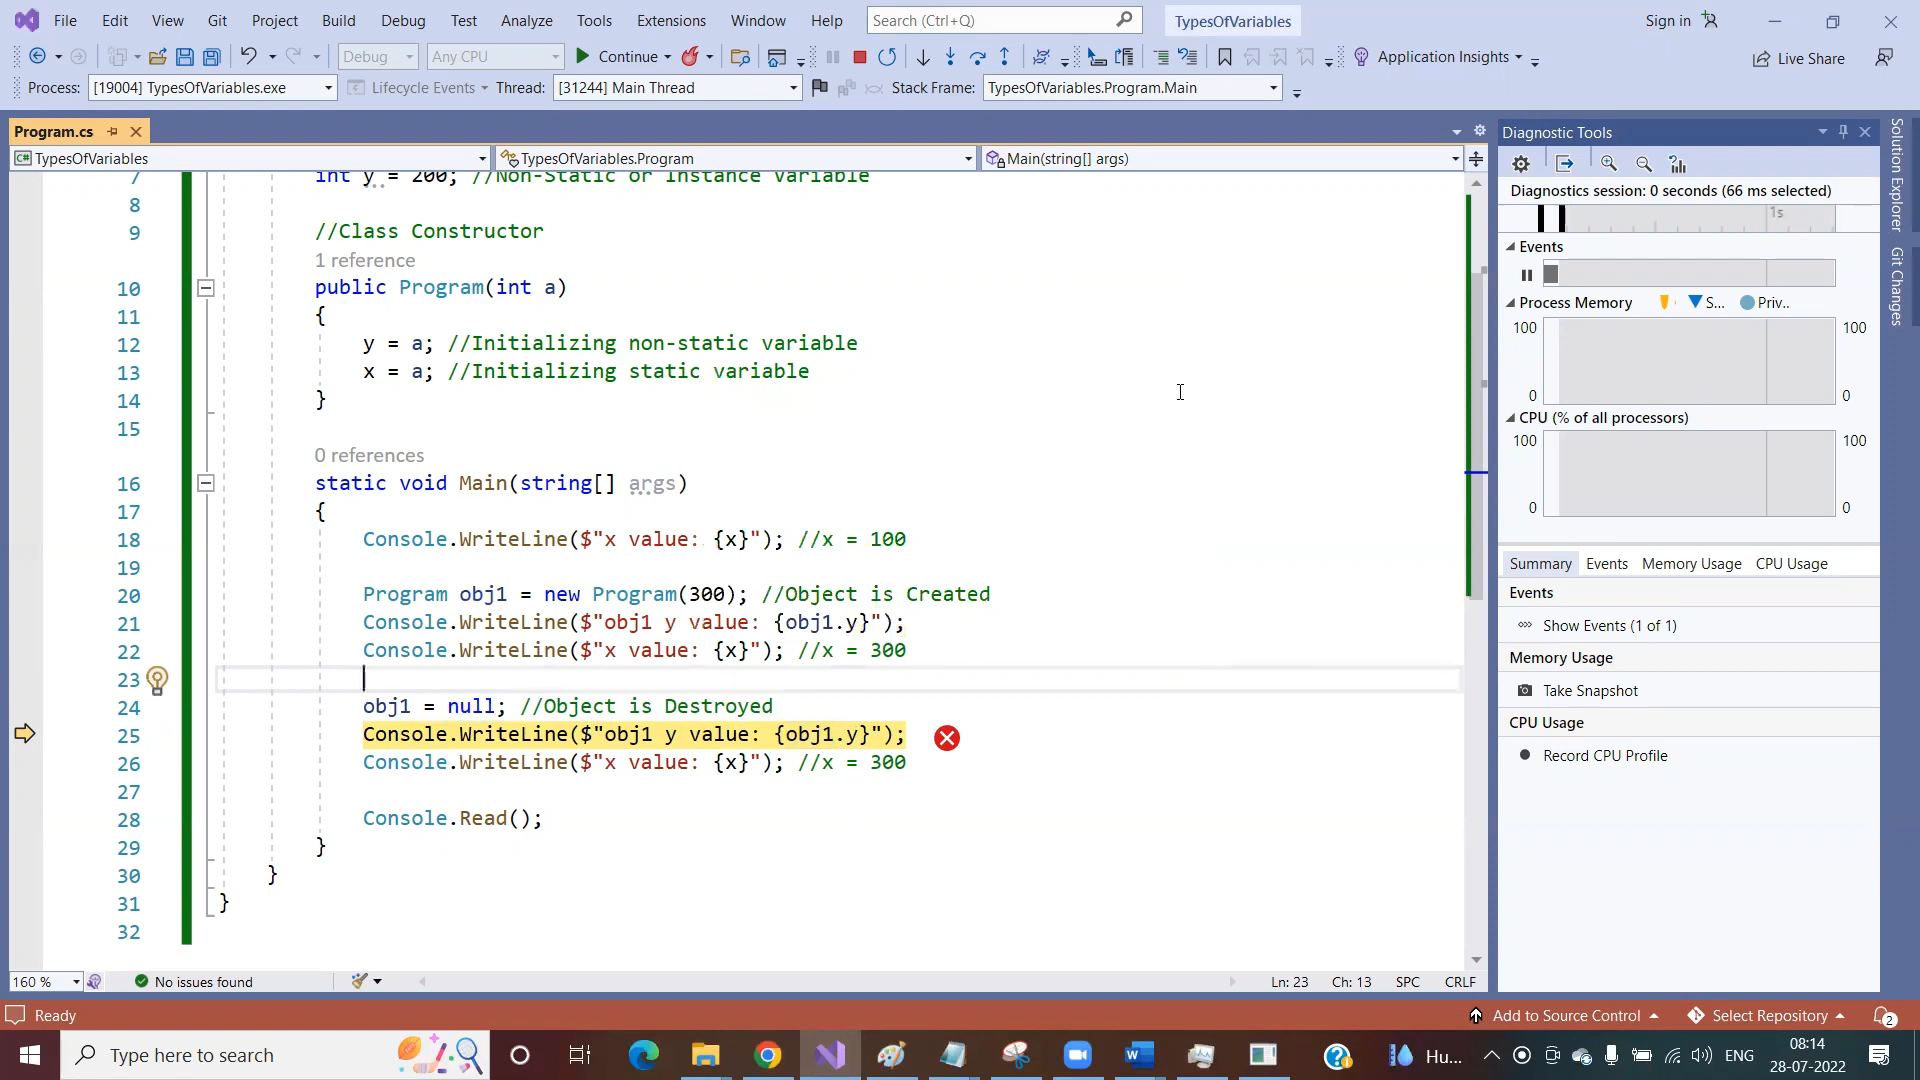 File Edit View Git Project Build Debug Test Analyze Tools Extensions Window Help Search (Ctrl+Q) TypesOfVariables Sign in
Debug Any CPU Continue Application Insights Live Share
Process: [19004] TypesOfVariables.exe Lifecycle Events Thread: [31244] Main Thread Stack Frame: TypesOfVariables.Program.Main
Program.cs
TypesOfVariables TypesOfVariables.Program Main(string[] args)
7 int y = 200; //Non-Static or Instance variable
8
9 //Class Constructor
1 reference
10 public Program(int a)
11 {
12 y = a; //Initializing non-static variable
13 x = a; //Initializing static variable
14 }
15
0 references
16 static void Main(string[] args)
17 {
18 Console.WriteLine($"x value: {x}"); //x = 100
19
20 Program obj1 = new Program(300); //Object is Created
21 Console.WriteLine($"obj1 y value: {obj1.y}");
22 Console.WriteLine($"x value: {x}"); //x = 300
23
24 obj1 = null; //Object is Destroyed
25 Console.WriteLine($"obj1 y value: {obj1.y}");
26 Console.WriteLine($"x value: {x}"); //x = 300
27
28 Console.Read();
29 }
30 }
31 }
32
160 % No issues found Ln: 23 Ch: 13 SPC CRLF
Diagnostic Tools
Diagnostics session: 0 seconds (66 ms selected)
1s
Events
Process Memory S... Priv..
100 100
0 0
CPU (% of all processors)
100 100
0 0
Summary Events Memory Usage CPU Usage
Events
Show Events (1 of 1)
Memory Usage
Take Snapshot
CPU Usage
Record CPU Profile
Solution Explorer
Git Changes
Ready Add to Source Control Select Repository 2
Type here to search Hu... ENG 08:14
28-07-2022